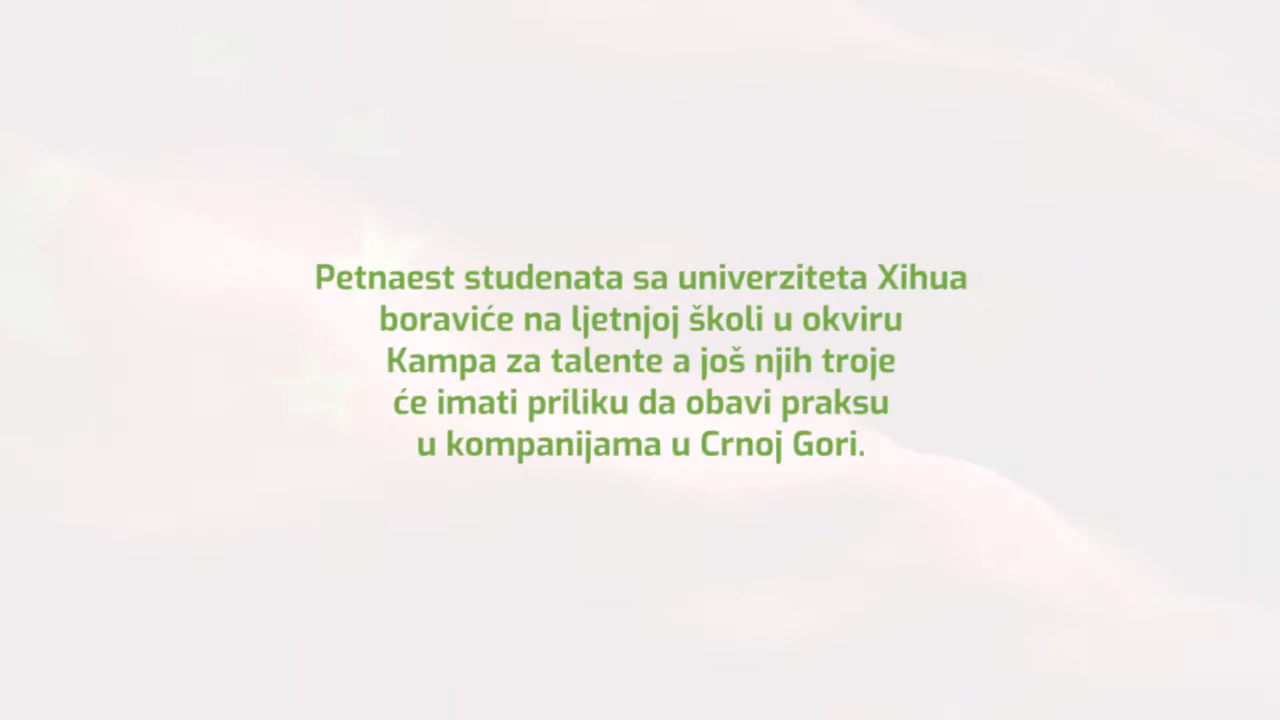 Petnaest studenata sa univerziteta Xihua
boraviće na ljetnjoj školi u okviru
Kampa za talente a još njih troje
će imati priliku da obavi praksu
u kompanijama u Crnoj Gori.